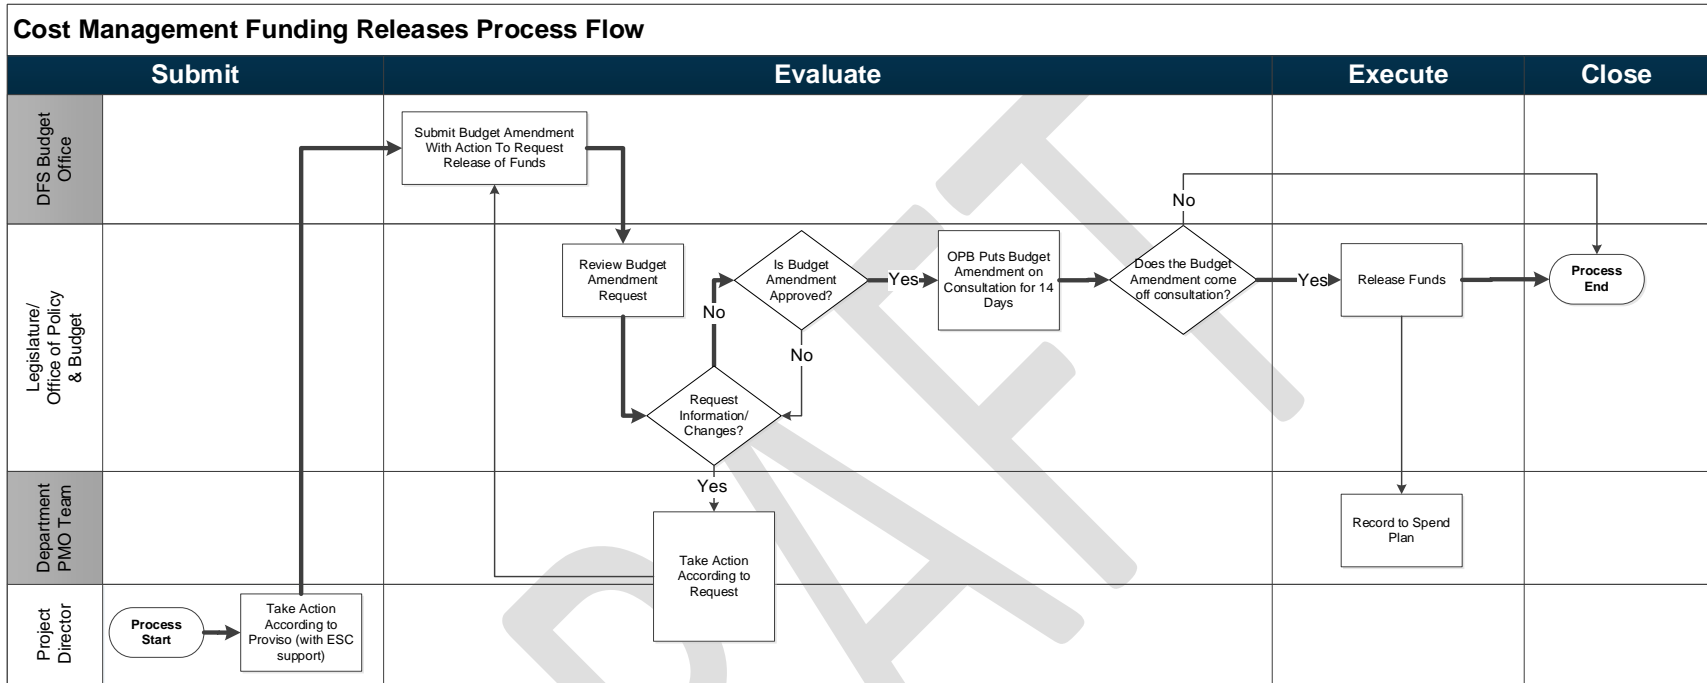 Cost Management Funding Releases Process Flow
Submit
Evaluate
Execute
Close
DFS Budget
Office
Submit Budget Amendment
With Action To Request
Release of Funds
No
Legislature/
Office of Policy
& Budget
Review Budget
Amendment
Request
Is Budget
Amendment
Approved?
Yes
OPB Puts Budget
Amendment on
Consultation for 14
Days
Does the Budget
Amendment come
off consultation?
Yes
Release Funds
Process
End
No
No
Request
Information/
Changes?
Department
PMO Team
Yes
Take Action
According to
Request
Record to Spend
Plan
Project
Director
Process
Start
Take Action
According to
Proviso (with ESC
support)
DRAFT